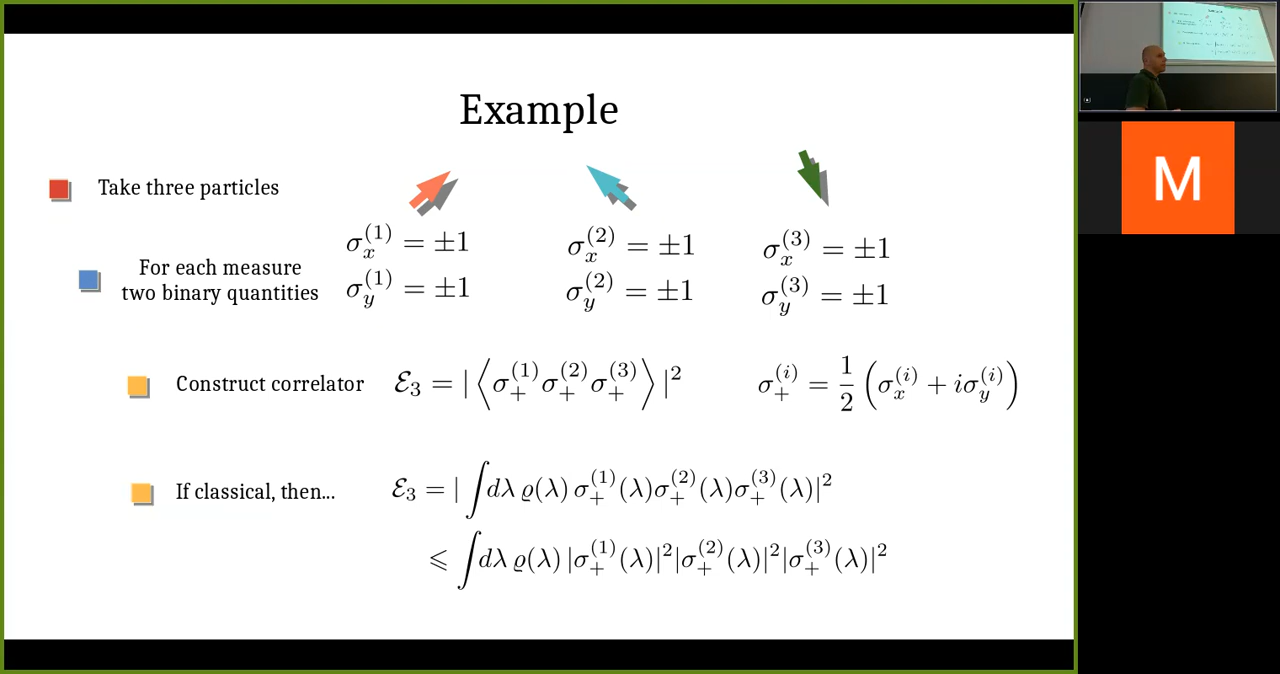 Example
Take three particles
σ_x^{(1)} = ±1 σ_x^{(2)} = ±1 σ_x^{(3)} = ±1
For each measure
two binary quantities
σ_y^{(1)} = ±1 σ_y^{(2)} = ±1 σ_y^{(3)} = ±1
Construct correlator ℰ_3 = |⟨σ_+^{(1)} σ_+^{(2)} σ_+^{(3)}⟩|^2 σ_+^{(i)} = \frac{1}{2} (σ_x^{(i)} + iσ_y^{(i)})
If classical, then... ℰ_3 = |∫dλ ϱ(λ) σ_+^{(1)}(λ)σ_+^{(2)}(λ)σ_+^{(3)}(λ)|^2
⩽ ∫dλ ϱ(λ) |σ_+^{(1)}(λ)|^2|σ_+^{(2)}(λ)|^2|σ_+^{(3)}(λ)|^2
M